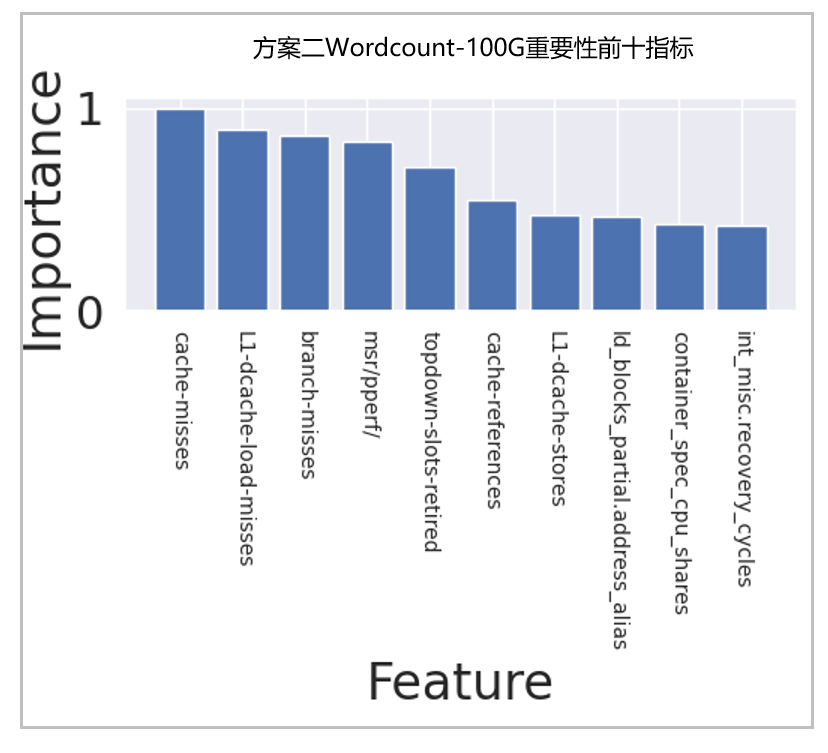 方案二Wordcount-100G重要性前十指标
Importance
1
0
cache-misses
L1-dcache-load-misses
branch-misses
msr/pperf/
topdown-slots-retired
cache-references
L1-dcache-stores
ld_blocks_partial.address_alias
container_spec_cpu_shares
int_misc.recovery_cycles
Feature